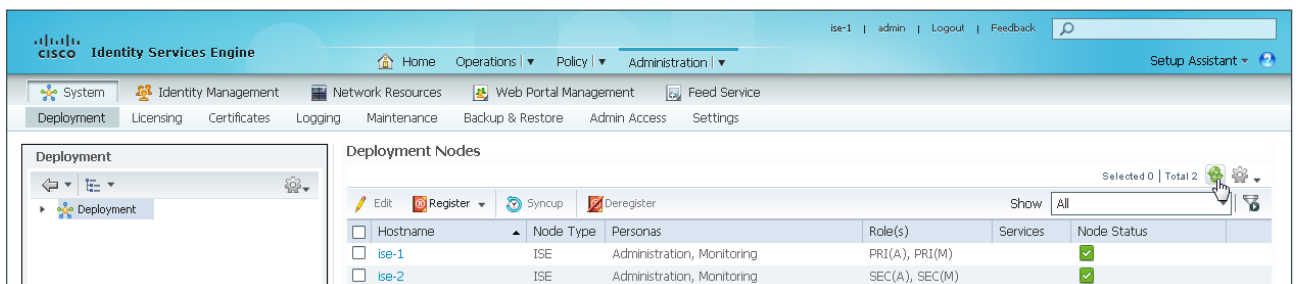 ise-1 | admin | Logout | Feedback
CISCO Identity Services Engine
Home Operations | Policy | Administration | Setup Assistant
System Identity Management Network Resources Web Portal Management Feed Service
Deployment Licensing Certificates Logging Maintenance Backup & Restore Admin Access Settings
Deployment
Deployment
Deployment Nodes
Selected 0 | Total 2
Edit Register Syncup Deregister Show All
Hostname Node Type Personas Role(s) Services Node Status
ise-1 ISE Administration, Monitoring PRI(A), PRI(M)
ise-2 ISE Administration, Monitoring SEC(A), SEC(M)